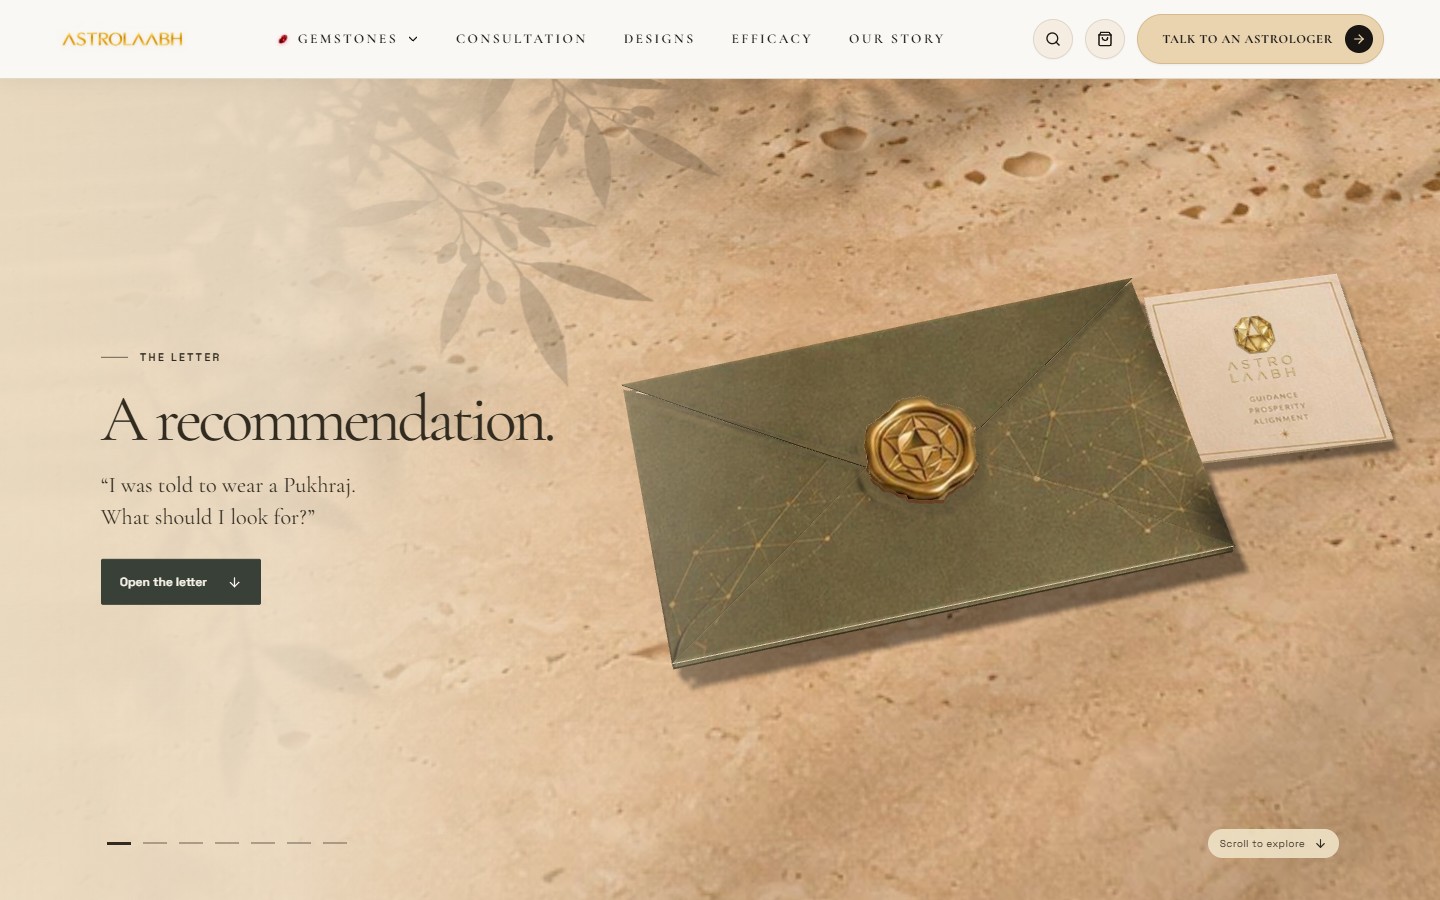 ASTROLAABH
GEMSTONES
CONSULTATION
DESIGNS
EFFICACY
OUR STORY
TALK TO AN ASTROLOGER
THE LETTER
A recommendation.
“I was told to wear a Pukhraj.
What should I look for?”
Open the letter
ASTRO
LAABH
GUIDANCE
PROSPERITY
ALIGNMENT
Scroll to explore